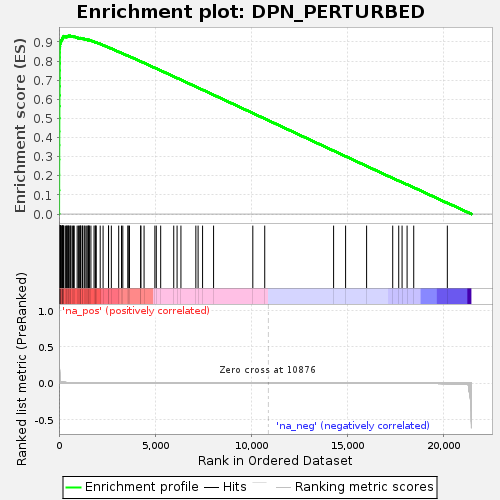 Enrichment plot: DPN_PERTURBED
Enrichment score (ES)
0.9
0.8
0.7
0.6
0.5
0.4
0.3
0.2
0.1
0.0
Ranked list metric (PreRanked)
1.0
0.5
0.0
-0.5
'na_pos' (positively correlated)
Zero cross at 10876
'na_neg' (negatively correlated)
0 5,000 10,000 15,000 20,000
Rank in Ordered Dataset
Enrichment profile Hits Ranking metric scores